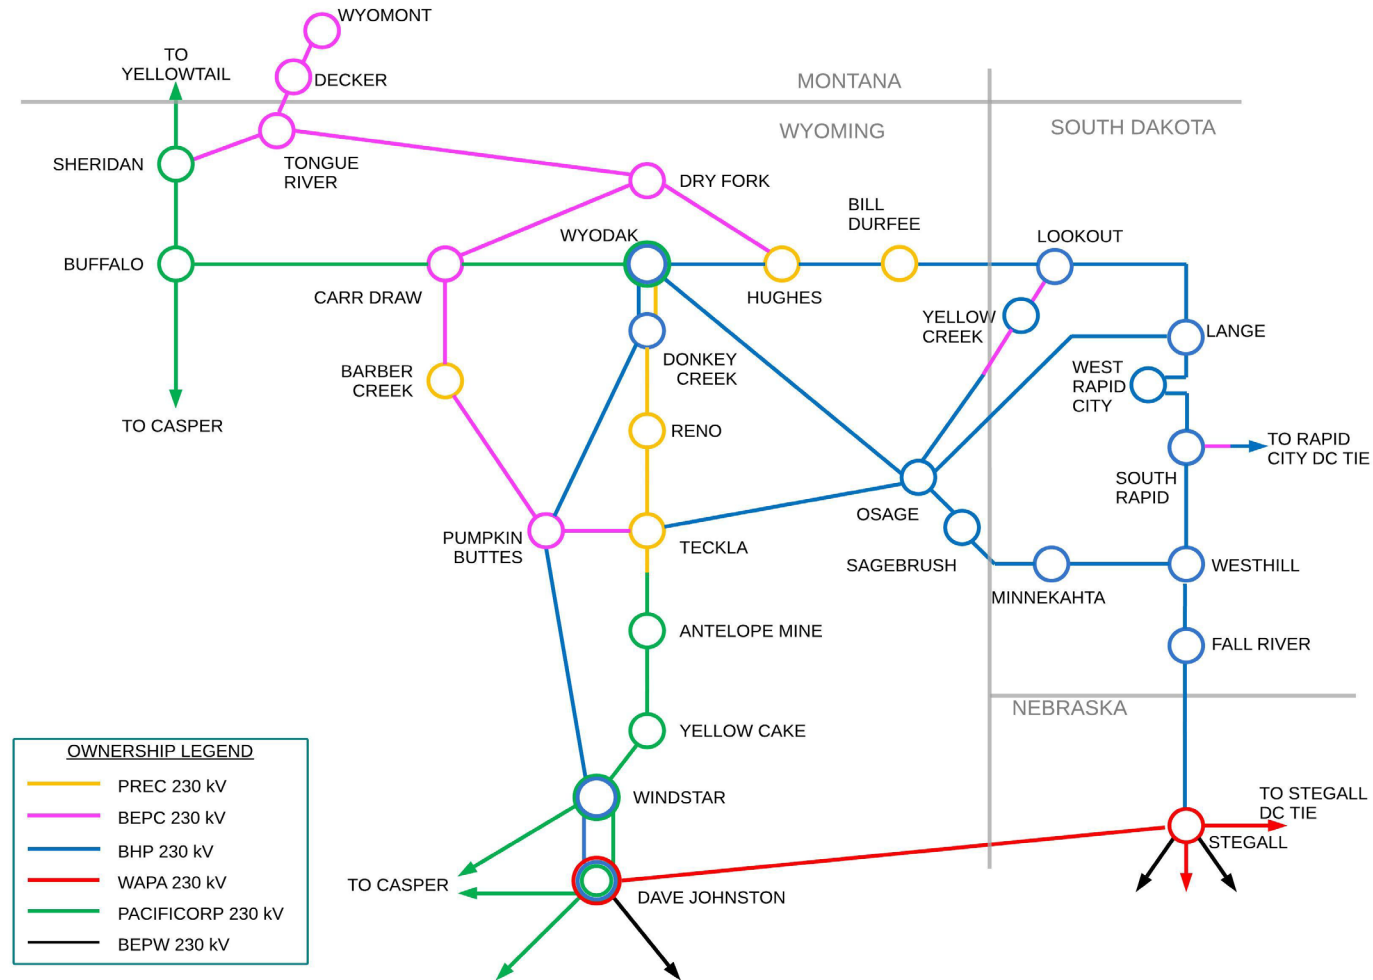 WYOMONT
TO
YELLOWTAIL
DECKER
MONTANA
WYOMING
SOUTH DAKOTA
SHERIDAN
TONGUE
RIVER
DRY FORK
BILL
DURFEE
WYODAK
LOOKOUT
BUFFALO
CARR DRAW
HUGHES
YELLOW
CREEK
LANGE
BARBER
CREEK
DONKEY
CREEK
WEST
RAPID
CITY
TO CASPER
RENO
TO RAPID
CITY DC TIE
SOUTH
RAPID
OSAGE
PUMPKIN
BUTTES
TECKLA
SAGEBRUSH
WESTHILL
MINNEKAHTA
ANTELOPE MINE
FALL RIVER
NEBRASKA
YELLOW CAKE
OWNERSHIP LEGEND
PREC 230 kV
BEPC 230 kV
BHP 230 kV
WAPA 230 kV
PACIFICORP 230 kV
BEPW 230 kV
WINDSTAR
TO STEGALL
DC TIE
STEGALL
TO CASPER
DAVE JOHNSTON